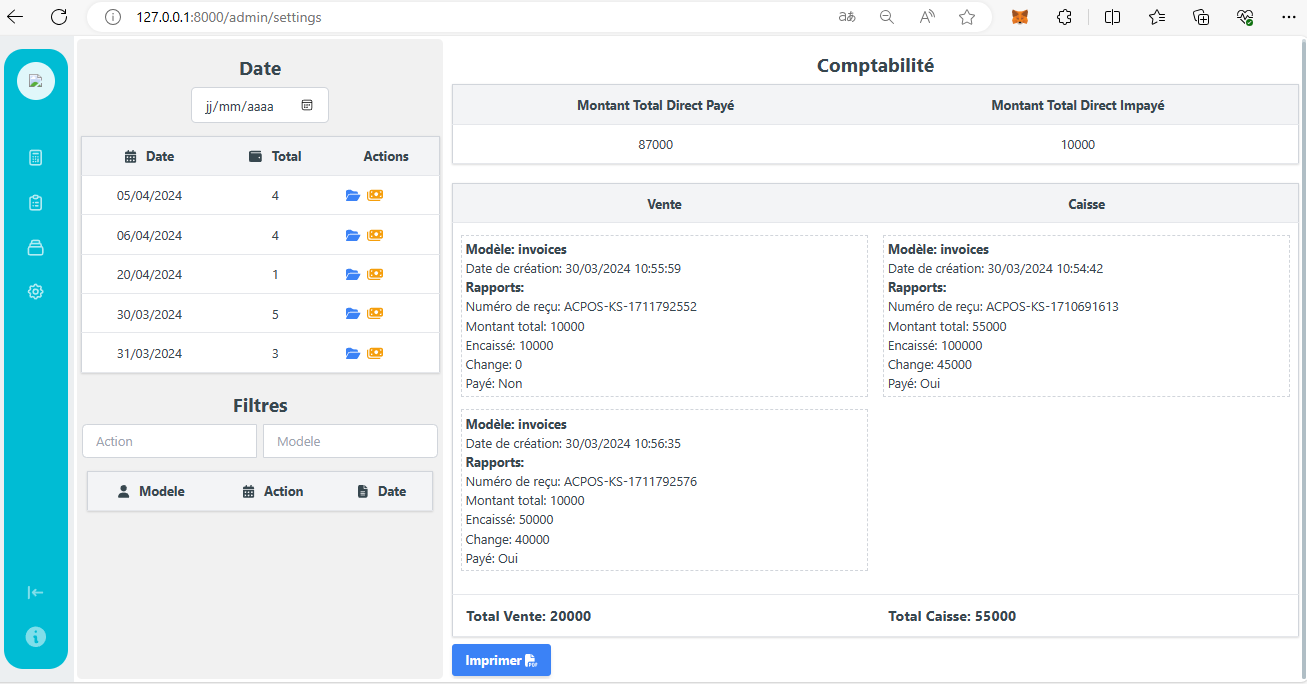 127.0.0.1:8000/admin/settings
Date
jj/mm/aaaa
Date Total Actions
05/04/2024 4
06/04/2024 4
20/04/2024 1
30/03/2024 5
31/03/2024 3
Filtres
Action Modele
Modele Action Date
Comptabilité
Montant Total Direct Payé Montant Total Direct Impayé
87000 10000
Vente Caisse
Modèle: invoices
Date de création: 30/03/2024 10:55:59
Rapports:
Numéro de reçu: ACPOS-KS-1711792552
Montant total: 10000
Encaissé: 10000
Change: 0
Payé: Non
Modèle: invoices
Date de création: 30/03/2024 10:56:35
Rapports:
Numéro de reçu: ACPOS-KS-1711792576
Montant total: 10000
Encaissé: 50000
Change: 40000
Payé: Oui
Modèle: invoices
Date de création: 30/03/2024 10:54:42
Rapports:
Numéro de reçu: ACPOS-KS-1710691613
Montant total: 55000
Encaissé: 100000
Change: 45000
Payé: Oui
Total Vente: 20000 Total Caisse: 55000
Imprimer